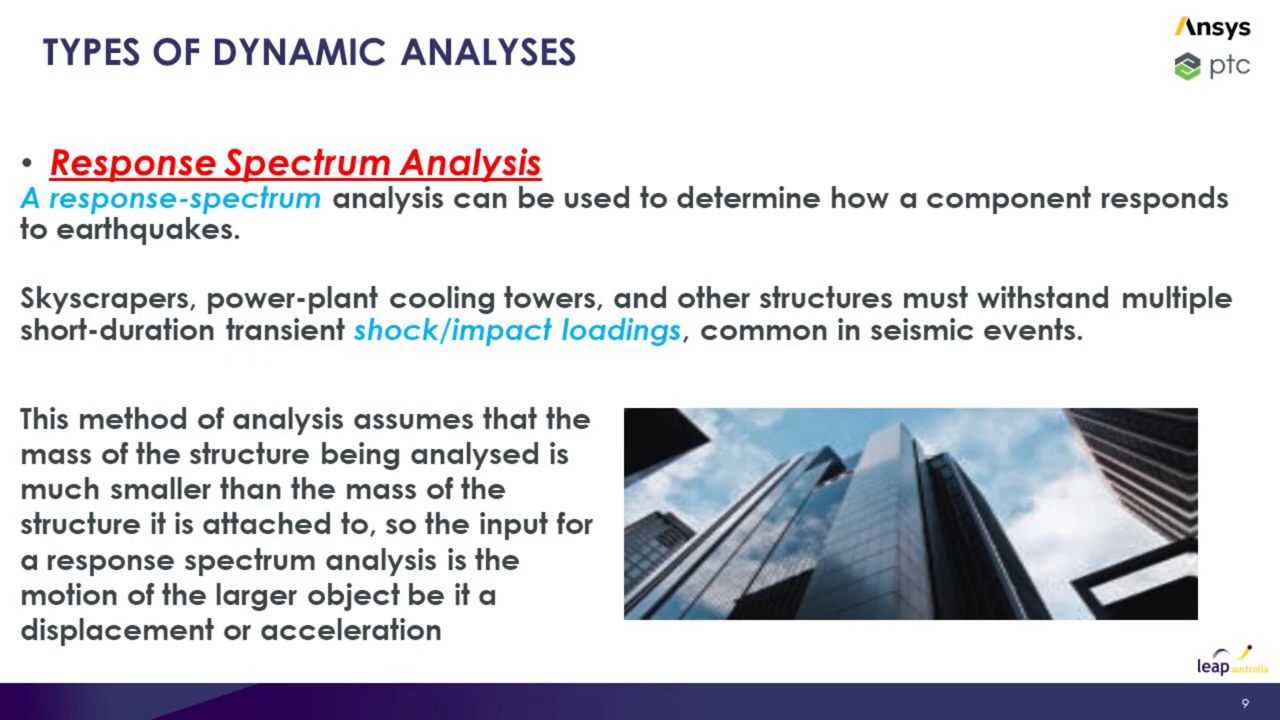 TYPES OF DYNAMIC ANALYSES
Ansys
ptc
• Response Spectrum Analysis
A response-spectrum analysis can be used to determine how a component responds
to earthquakes.
Skyscrapers, power-plant cooling towers, and other structures must withstand multiple
short-duration transient shock/impact loadings, common in seismic events.
This method of analysis assumes that the
mass of the structure being analysed is
much smaller than the mass of the
structure it is attached to, so the input for
a response spectrum analysis is the
motion of the larger object be it a
displacement or acceleration
leap australia
9